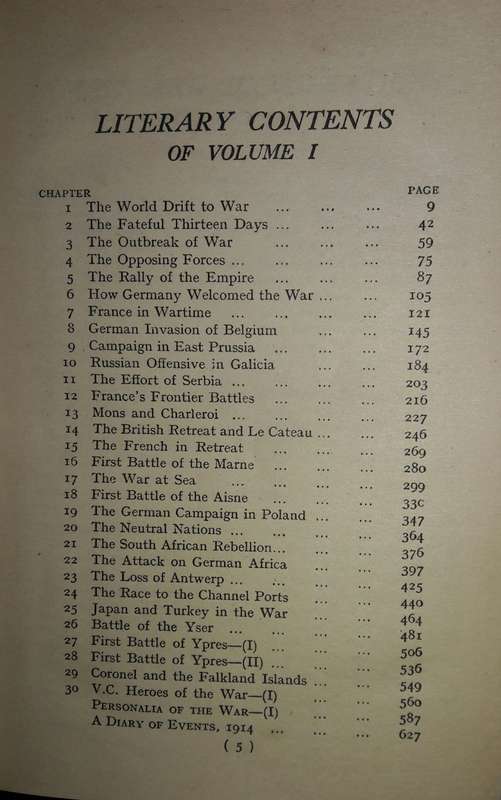 LITERARY CONTENTS
OF VOLUME I
CHAPTER PAGE
1 The World Drift to War ... ... ... 9
2 The Fateful Thirteen Days ... ... ... 42
3 The Outbreak of War ... ... ... 59
4 The Opposing Forces ... ... ... ... 75
5 The Rally of the Empire ... ... ... 87
6 How Germany Welcomed the War ... ... 105
7 France in Wartime ... ... ... ... 121
8 German Invasion of Belgium ... ... 145
9 Campaign in East Prussia ... ... ... 172
10 Russian Offensive in Galicia ... ... 184
11 The Effort of Serbia ... ... ... ... 203
12 France's Frontier Battles ... ... ... 216
13 Mons and Charleroi ... ... ... ... 227
14 The British Retreat and Le Cateau ... ... 246
15 The French in Retreat ... ... ... 269
16 First Battle of the Marne ... ... ... 280
17 The War at Sea ... ... ... ... 299
18 First Battle of the Aisne ... ... ... 330
19 The German Campaign in Poland ... ... 347
20 The Neutral Nations ... ... ... ... 364
21 The South African Rebellion... ... ... 376
22 The Attack on German Africa ... ... 397
23 The Loss of Antwerp ... ... ... ... 425
24 The Race to the Channel Ports ... ... 440
25 Japan and Turkey in the War ... ... 464
26 Battle of the Yser ... ... ... ... 481
27 First Battle of Ypres—(I) ... ... ... 506
28 First Battle of Ypres—(II) ... ... ... 536
29 Coronel and the Falkland Islands ... ... 549
30 V.C. Heroes of the War—(I) ... ... 560
PERSONALIA OF THE WAR—(I) ... ... 587
A DIARY OF EVENTS, 1914 ... ... ... 627
( 5 )